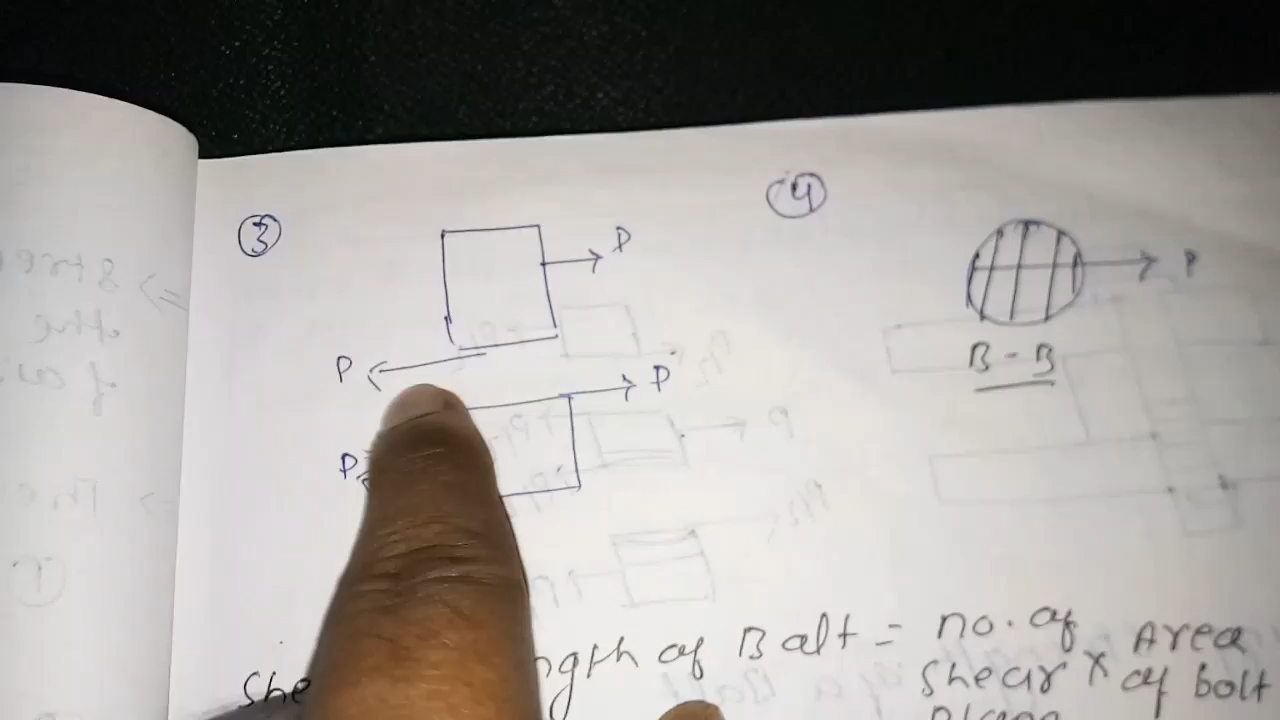 3
4
P
P
P
P
P
B - B
ngth of Balt = no. of Area
She
shear x of bolt